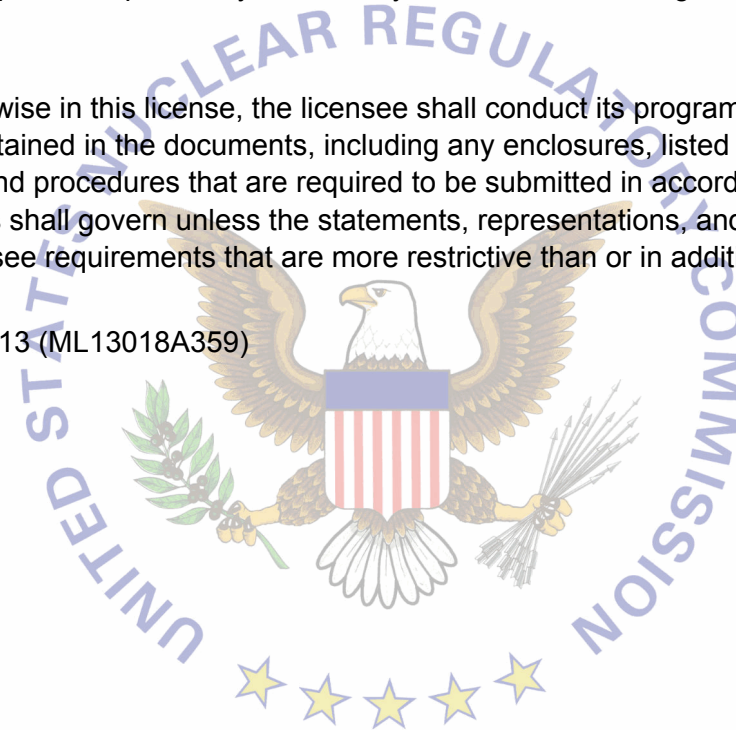 wise in this license, the licensee shall conduct its program
tained in the documents, including any enclosures, listed
nd procedures that are required to be submitted in accord
s shall govern unless the statements, representations, and
see requirements that are more restrictive than or in addit
13 (ML13018A359)
UNITED STATES NUCLEAR REGULATORY COMMISSION